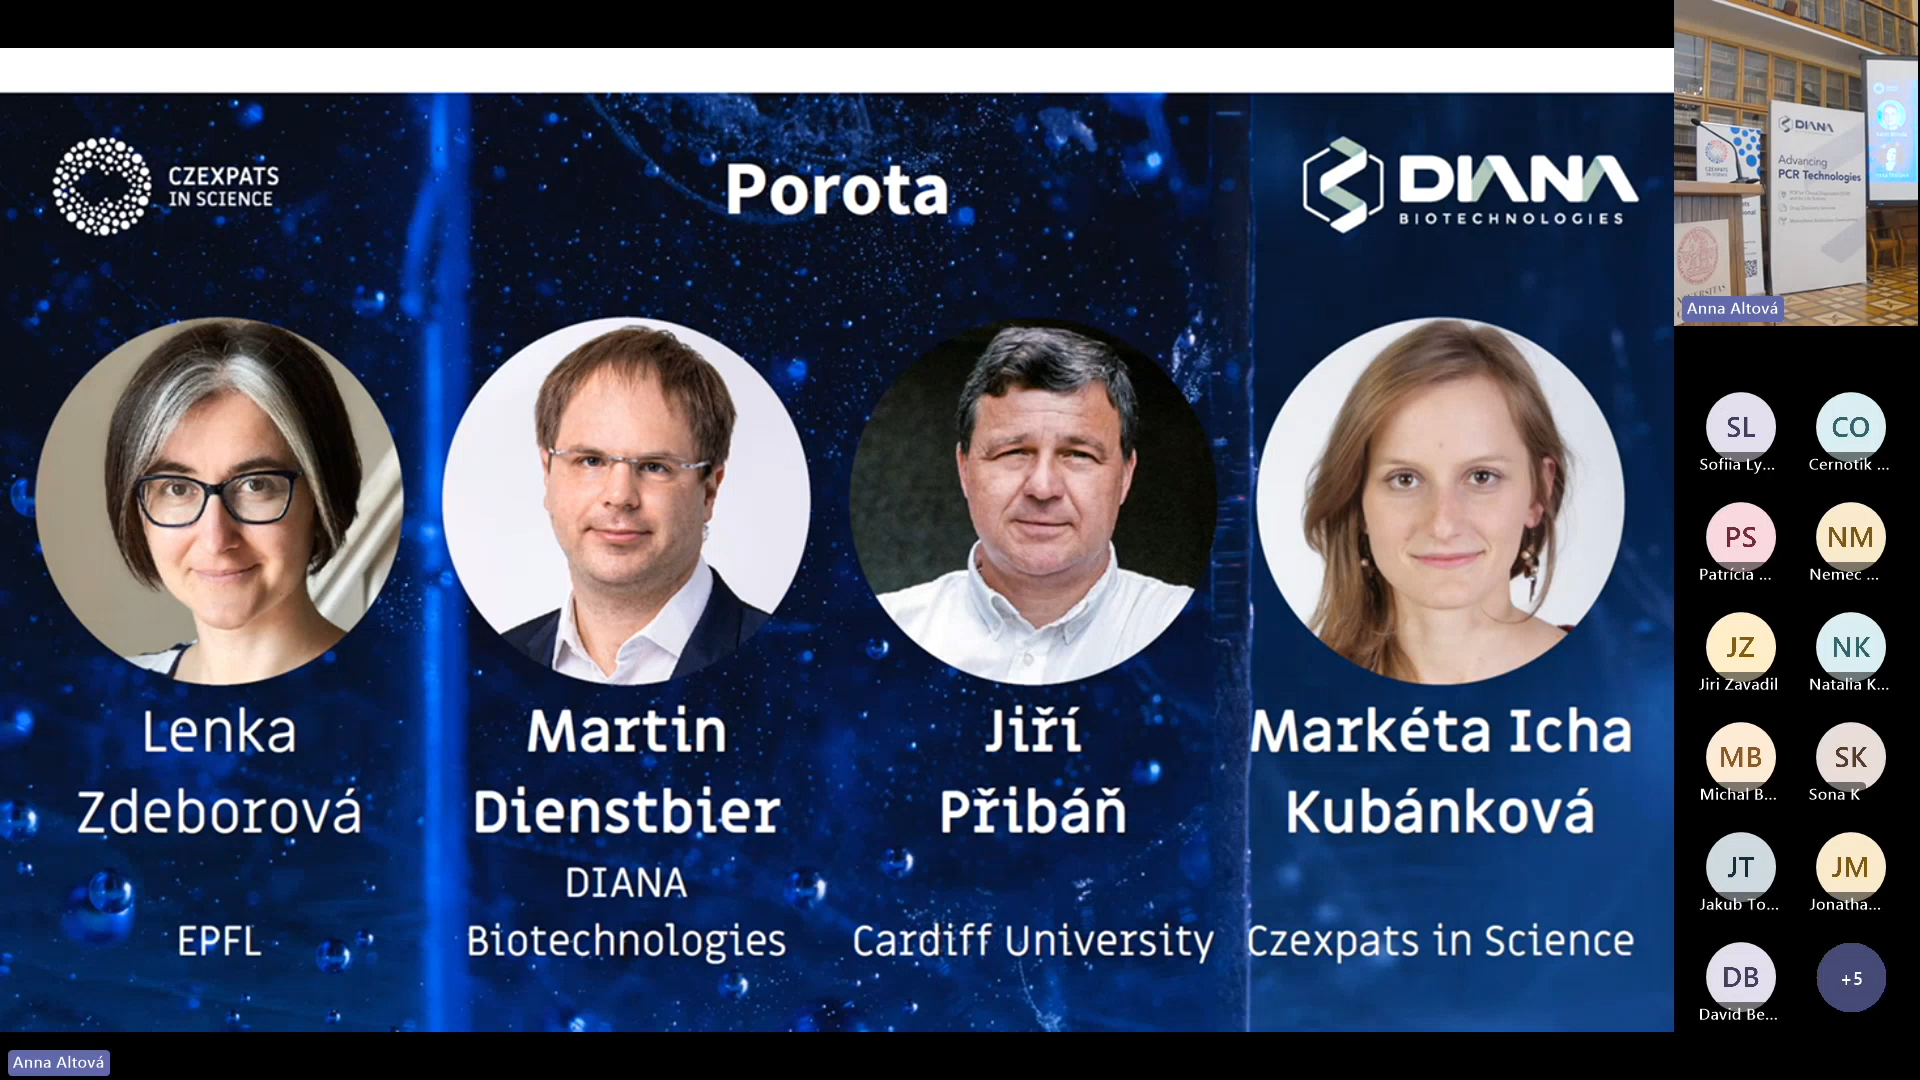 CZEXPATS
IN SCIENCE
Porota
DIANA
BIOTECHNOLOGIES
Lenka
Zdeborová
EPFL
Martin
Dienstbier
DIANA
Biotechnologies
Jiří
Přibáň
Cardiff University
Markéta Icha
Kubánková
Czexpats in Science
DIANA
Advancing
PCR Technologies
Anna Altová
SL
Sofiia Ly...
CO
Cernotik ...
PS
Patrícia ...
NM
Nemec ...
JZ
Jiri Zavadil
NK
Natalia K...
MB
Michal B...
SK
Sona K
JT
Jakub To...
JM
Jonatha...
DB
David Be...
+5
Anna Altová